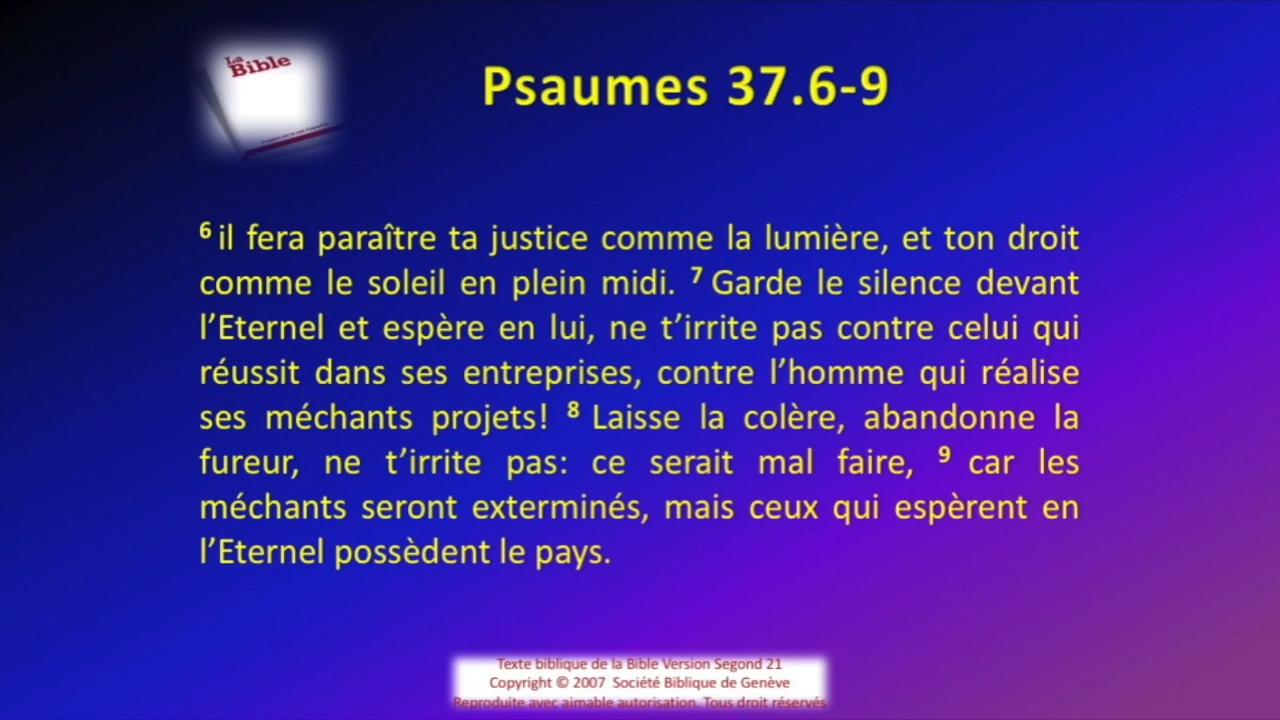 La
Bible
Psaumes 37.6-9
6 il fera paraître ta justice comme la lumière, et ton droit
comme le soleil en plein midi. 7 Garde le silence devant
l’Eternel et espère en lui, ne t’irrite pas contre celui qui
réussit dans ses entreprises, contre l’homme qui réalise
ses méchants projets! 8 Laisse la colère, abandonne la
fureur, ne t’irrite pas: ce serait mal faire, 9 car les
méchants seront exterminés, mais ceux qui espèrent en
l’Eternel possèdent le pays.
Texte biblique de la Bible Version Segond 21
Copyright © 2007 Société Biblique de Genève
Reproduite avec aimable autorisation. Tous droit réservés